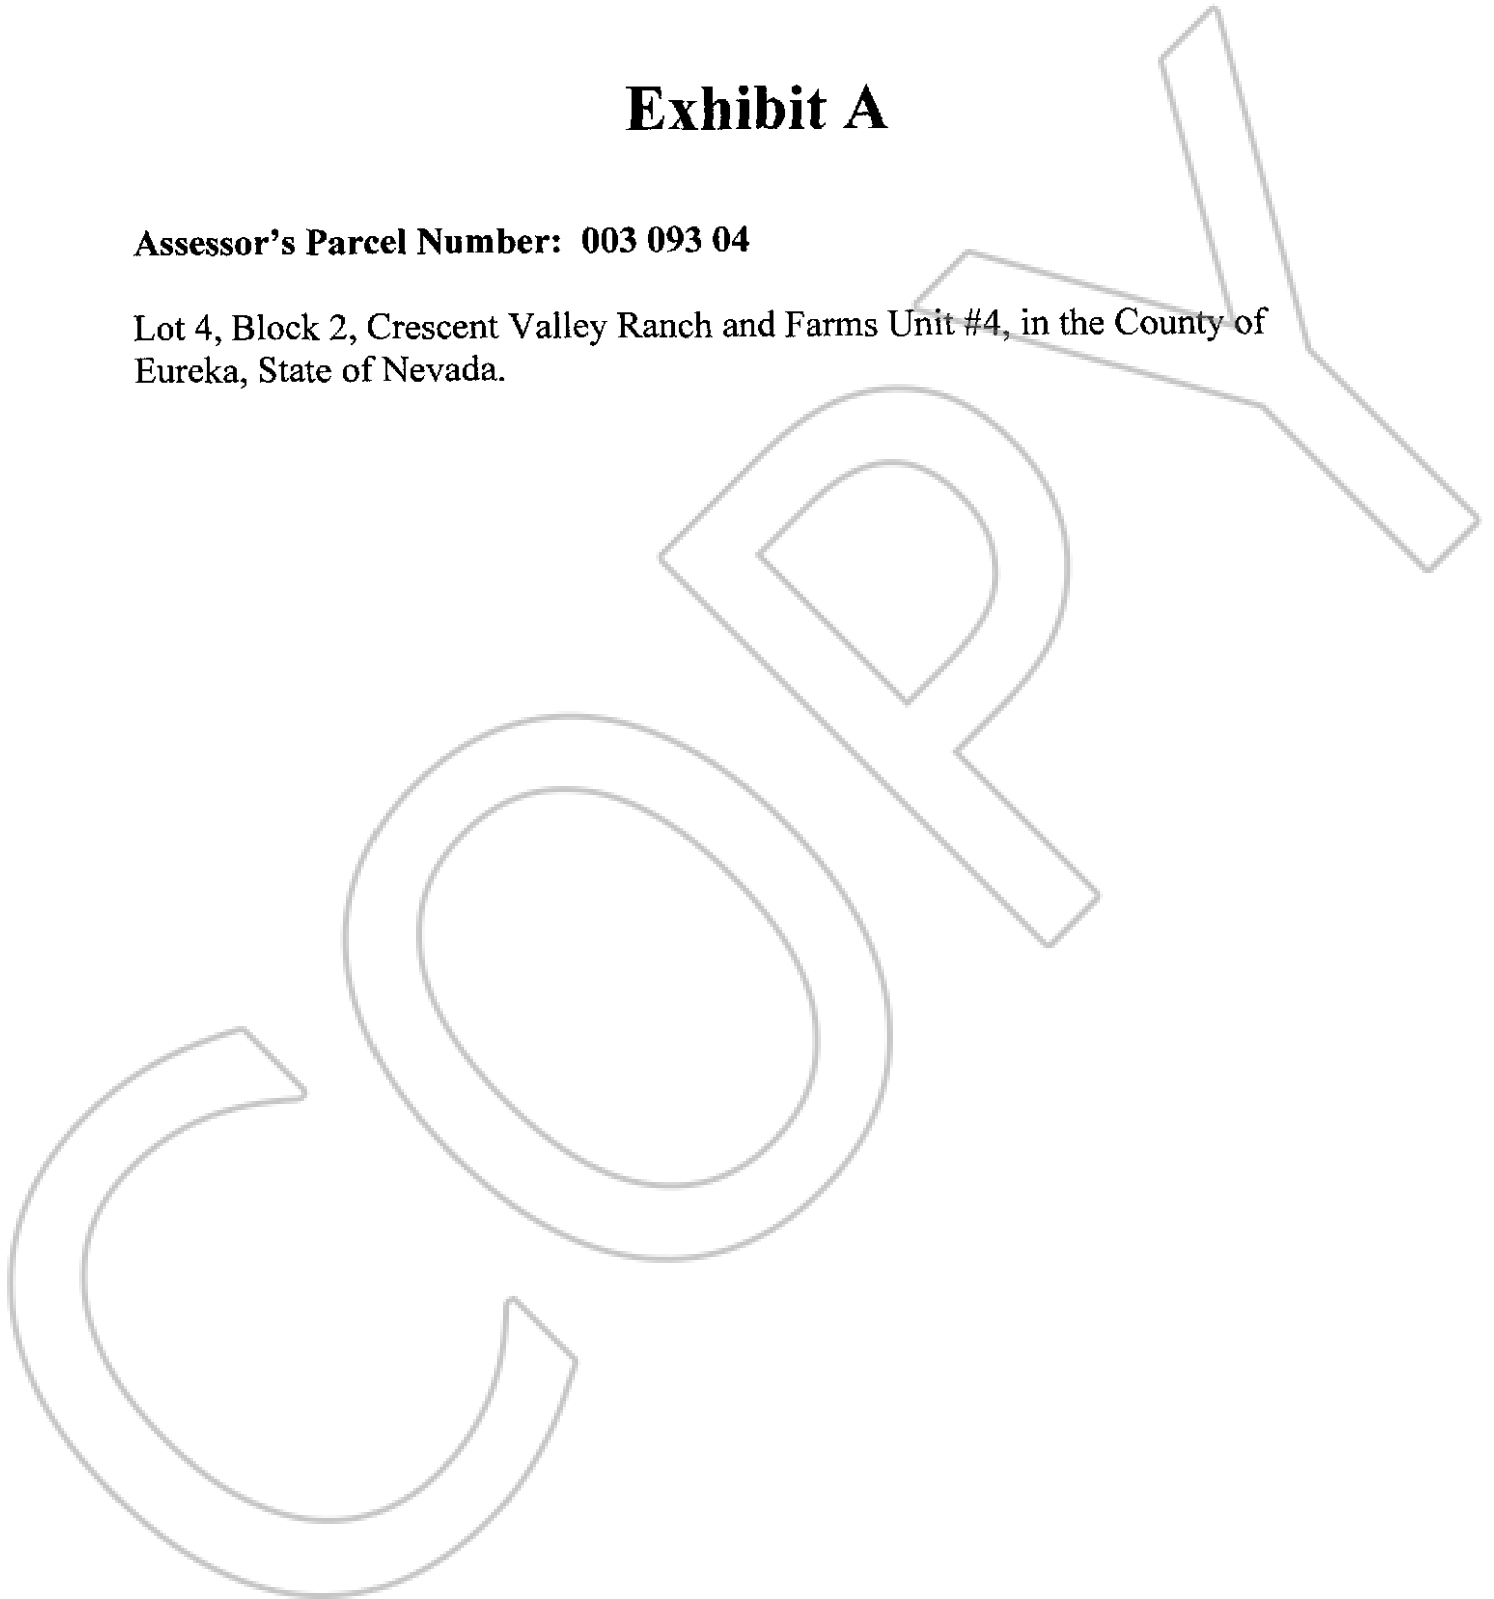 Exhibit A
Assessor's Parcel Number: 003 093 04
Lot 4, Block 2, Crescent Valley Ranch and Farms Unit #4, in the County of
Eureka, State of Nevada.
COPY